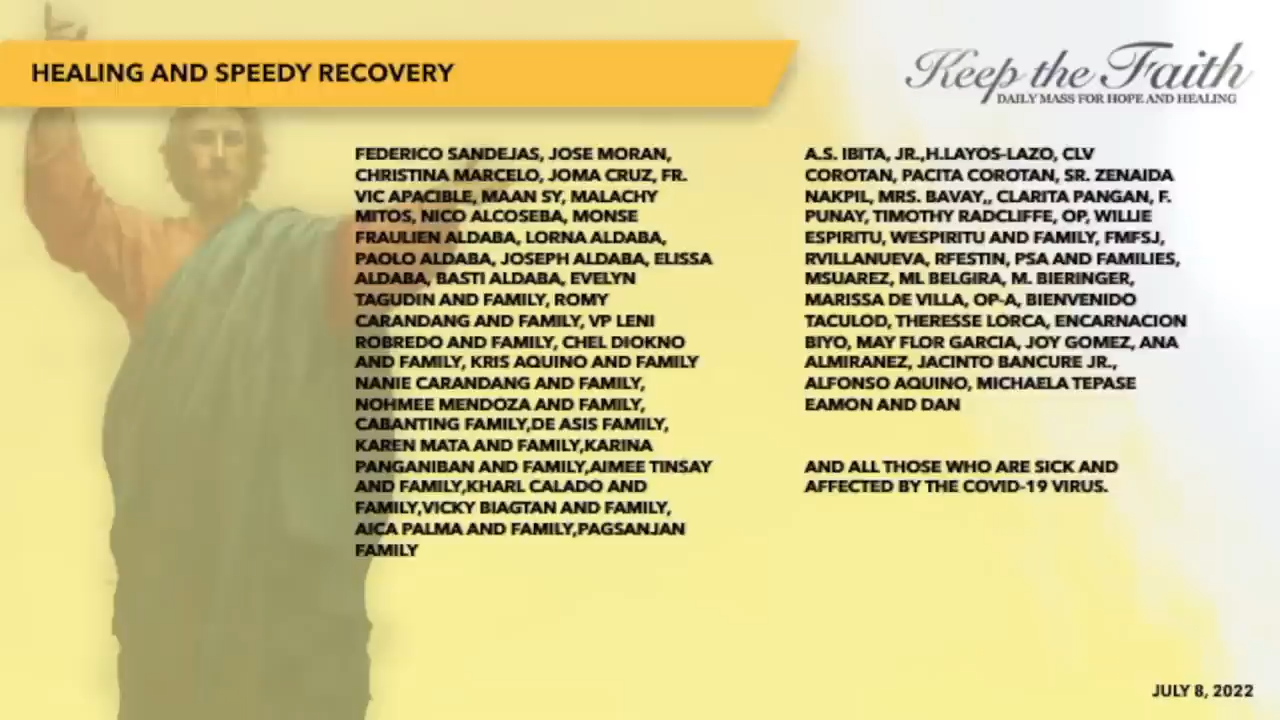 HEALING AND SPEEDY RECOVERY
Keep the Faith
DAILY MASS FOR HOPE AND HEALING
FEDERICO SANDEJAS, JOSE MORAN,
CHRISTINA MARCELO, JOMA CRUZ, FR.
VIC APACIBLE, MAAN SY, MALACHY
MITOS, NICO ALCOSEBA, MONSE
FRAULIEN ALDABA, LORNA ALDABA,
PAOLO ALDABA, JOSEPH ALDABA, ELISSA
ALDABA, BASTI ALDABA, EVELYN
TAGUDIN AND FAMILY, ROMY
CARANDANG AND FAMILY, VP LENI
ROBREDO AND FAMILY, CHEL DIOKNO
AND FAMILY, KRIS AQUINO AND FAMILY
NANIE CARANDANG AND FAMILY,
NOHMEE MENDOZA AND FAMILY,
CABANTING FAMILY,DE ASIS FAMILY,
KAREN MATA AND FAMILY,KARINA
PANGANIBAN AND FAMILY,AIMEE TINSAY
AND FAMILY,KHARL CALADO AND
FAMILY,VICKY BIAGTAN AND FAMILY,
AICA PALMA AND FAMILY,PAGSANJAN
FAMILY
A.S. IBITA, JR.,H.LAYOS-LAZO, CLV
COROTAN, PACITA COROTAN, SR. ZENAIDA
NAKPIL, MRS. BAVAY,, CLARITA PANGAN, F.
PUNAY, TIMOTHY RADCLIFFE, OP, WILLIE
ESPIRITU, WESPIRITU AND FAMILY, FMFSJ,
RVILLANUEVA, RFESTIN, PSA AND FAMILIES,
MSUAREZ, ML BELGIRA, M. BIERINGER,
MARISSA DE VILLA, OP-A, BIENVENIDO
TACULOD, THERESSE LORCA, ENCARNACION
BIYO, MAY FLOR GARCIA, JOY GOMEZ, ANA
ALMIRANEZ, JACINTO BANCURE JR.,
ALFONSO AQUINO, MICHAELA TEPASE
EAMON AND DAN
AND ALL THOSE WHO ARE SICK AND
AFFECTED BY THE COVID-19 VIRUS.
JULY 8, 2022